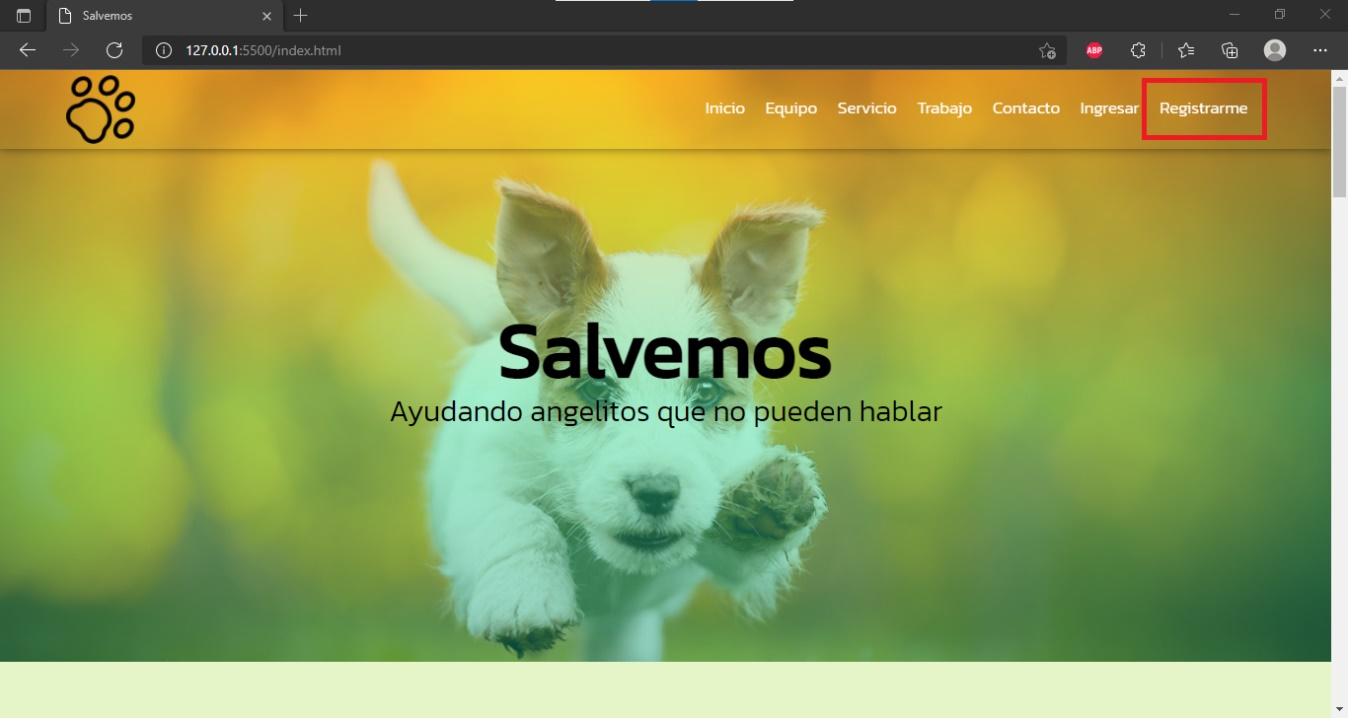 Salvemos
127.0.0.1:5500/index.html
ABP
Inicio Equipo Servicio Trabajo Contacto Ingresar Registrarme
Salvemos
Ayudando angelitos que no pueden hablar